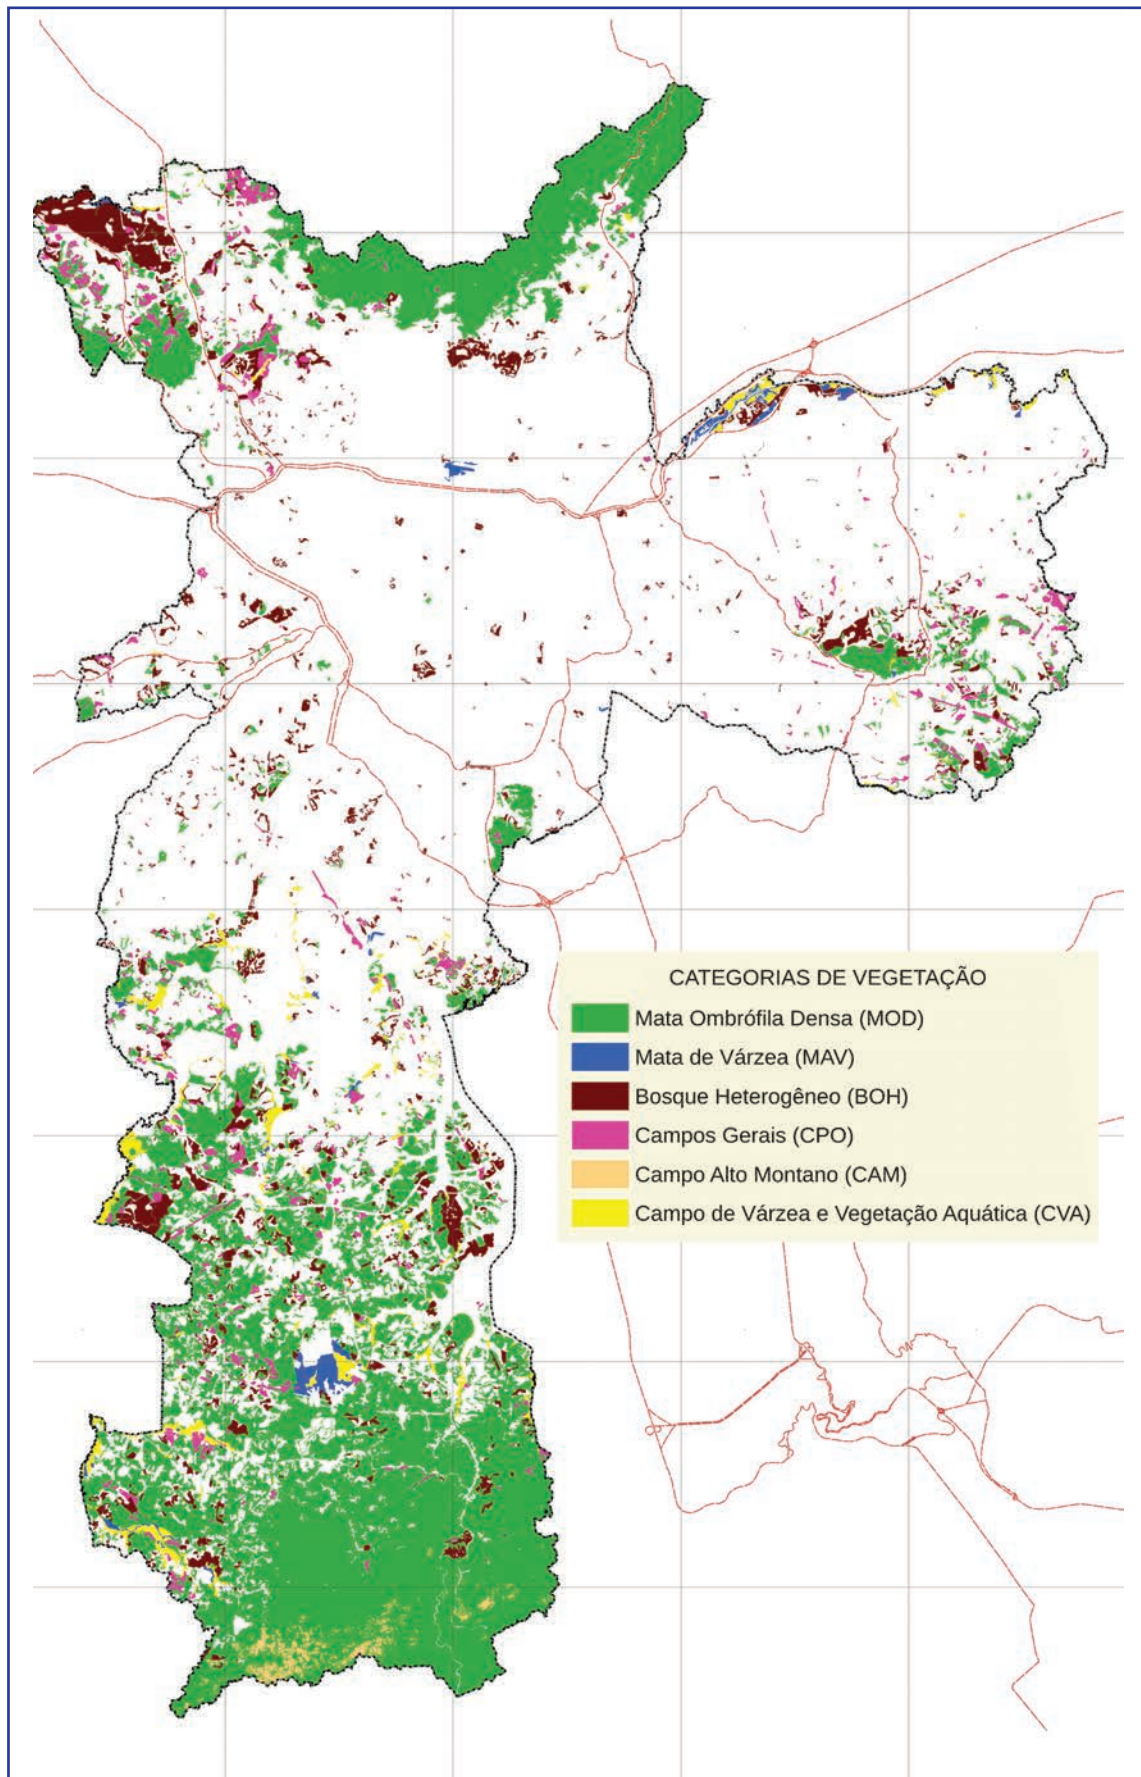 CATEGORIAS DE VEGETAÇÃO
Mata Ombrófila Densa (MOD)
Mata de Várzea (MAV)
Bosque Heterogêneo (BOH)
Campos Gerais (CPO)
Campo Alto Montano (CAM)
Campo de Várzea e Vegetação Aquática (CVA)